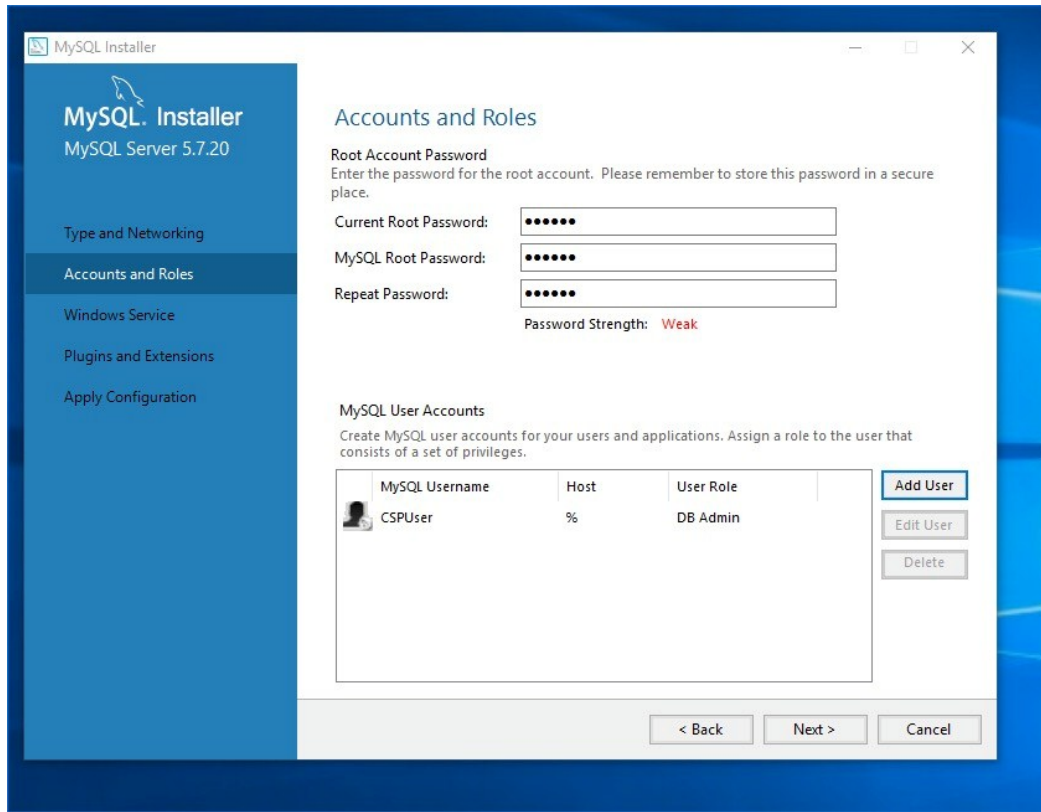 MySQL Installer
MySQL. Installer
MySQL Server 5.7.20
Type and Networking
Accounts and Roles
Windows Service
Plugins and Extensions
Apply Configuration
Accounts and Roles
Root Account Password
Enter the password for the root account. Please remember to store this password in a secure
place.
Current Root Password: ●●●●●●
MySQL Root Password: ●●●●●●
Repeat Password: ●●●●●●
Password Strength: Weak
MySQL User Accounts
Create MySQL user accounts for your users and applications. Assign a role to the user that
consists of a set of privileges.
MySQL Username Host User Role
CSPUser % DB Admin
Add User
Edit User
Delete
< Back Next > Cancel